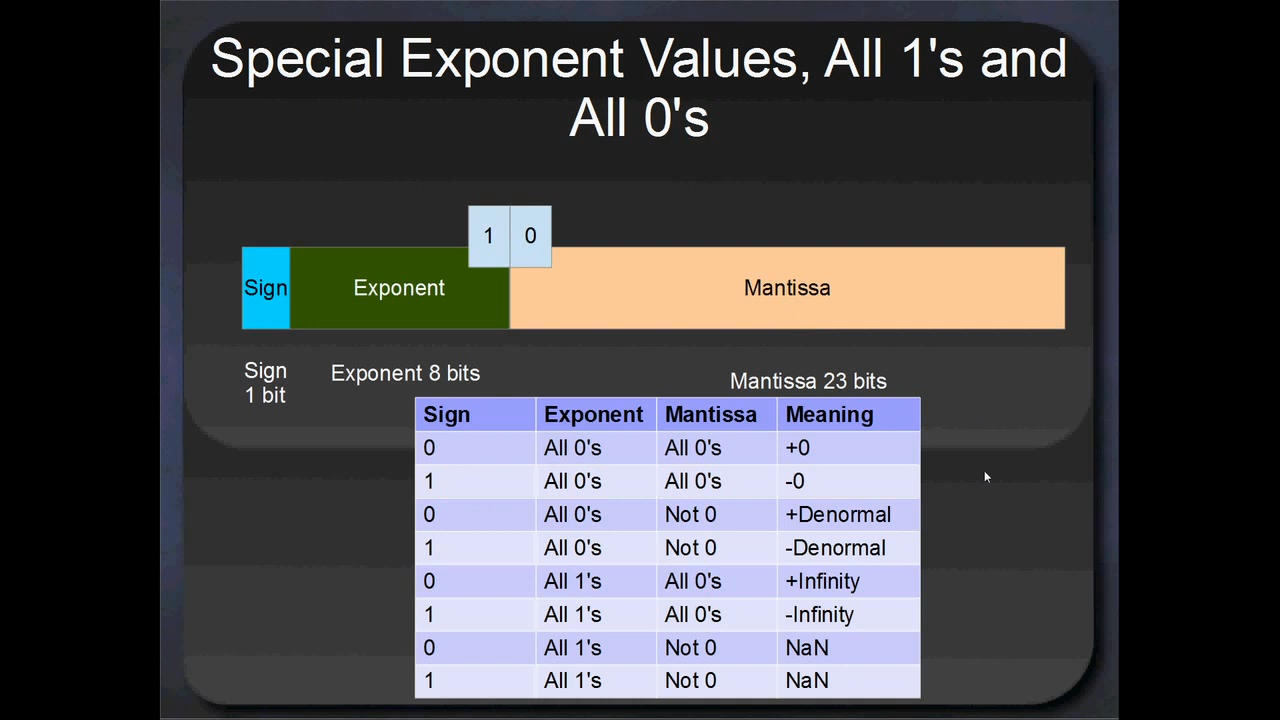 Special Exponent Values, All 1's and
All 0's
1 0
Sign Exponent Mantissa
Sign
1 bit
Exponent 8 bits
Mantissa 23 bits
Sign Exponent Mantissa Meaning
0 All 0's All 0's +0
1 All 0's All 0's -0
0 All 0's Not 0 +Denormal
1 All 0's Not 0 -Denormal
0 All 1's All 0's +Infinity
1 All 1's All 0's -Infinity
0 All 1's Not 0 NaN
1 All 1's Not 0 NaN